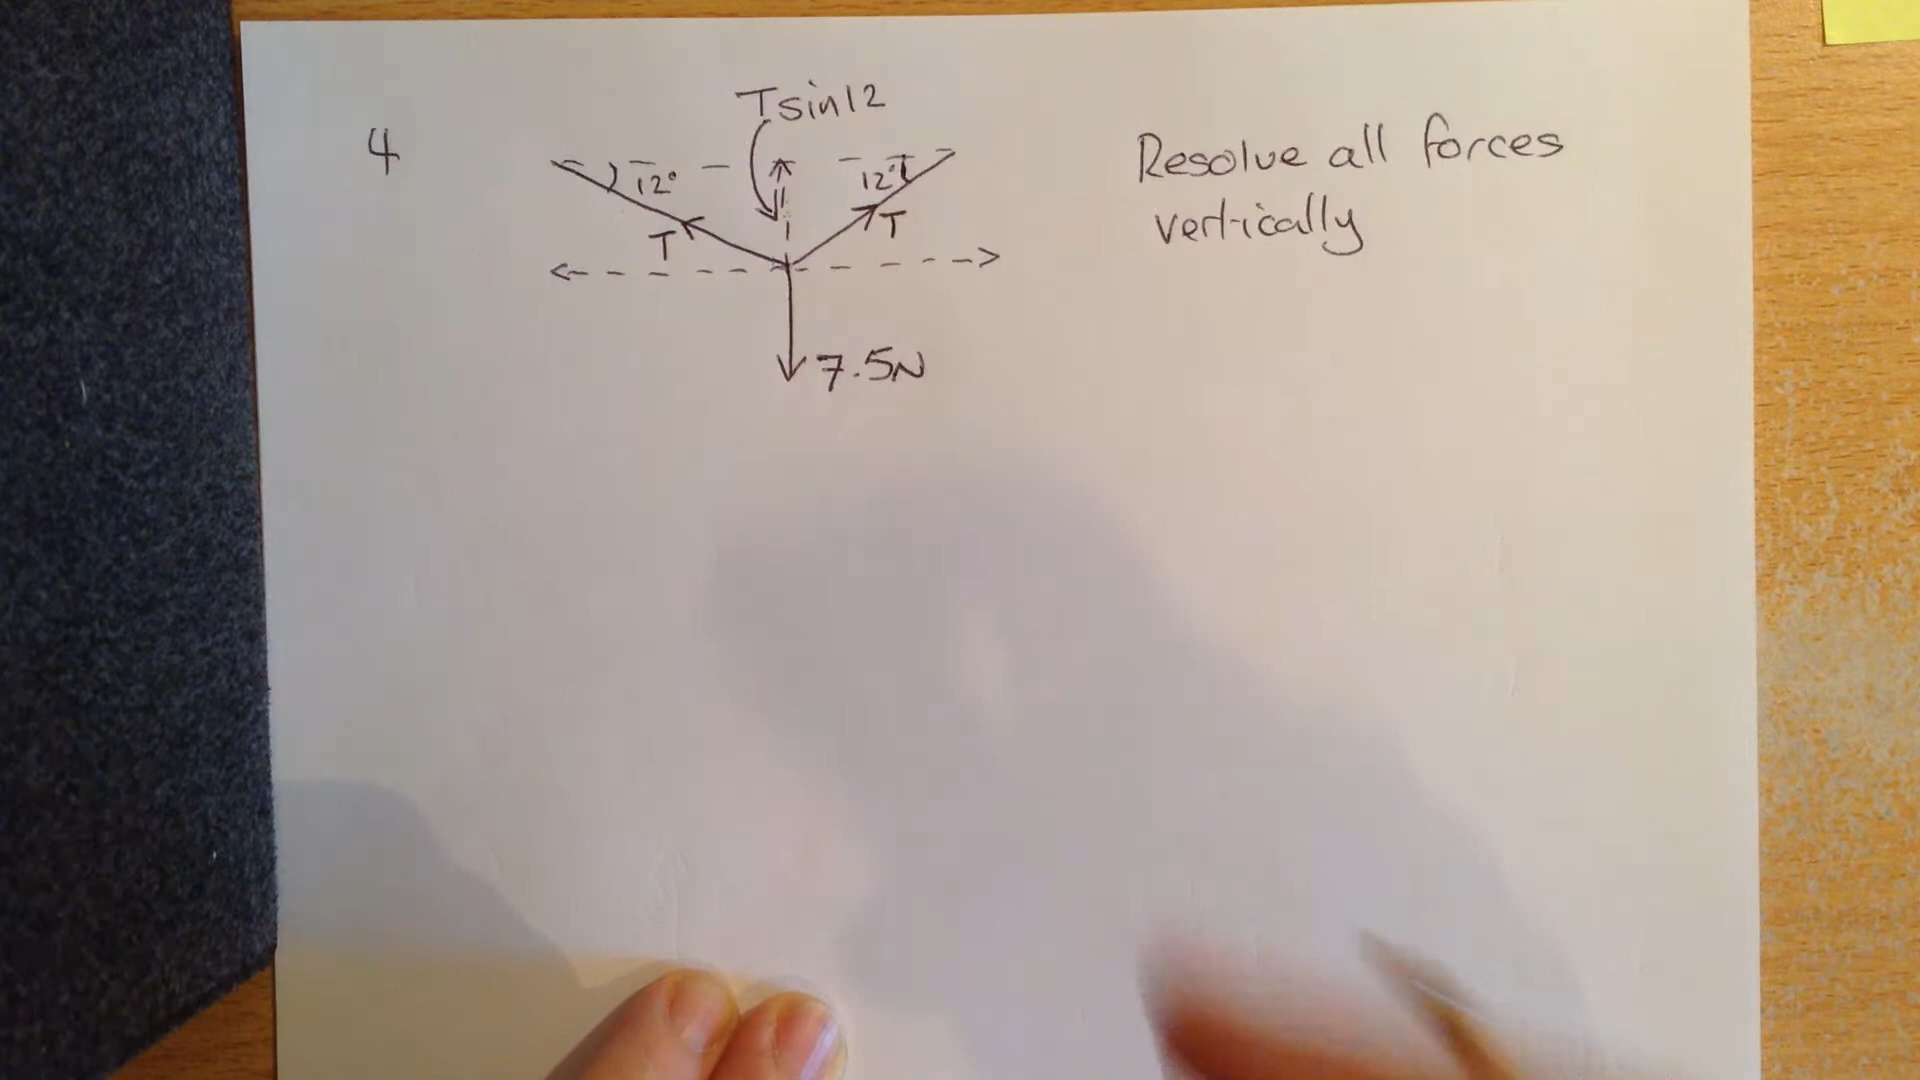 Tsin12
4
12°
12°
T
T
7.5N
Resolve all forces
vertically